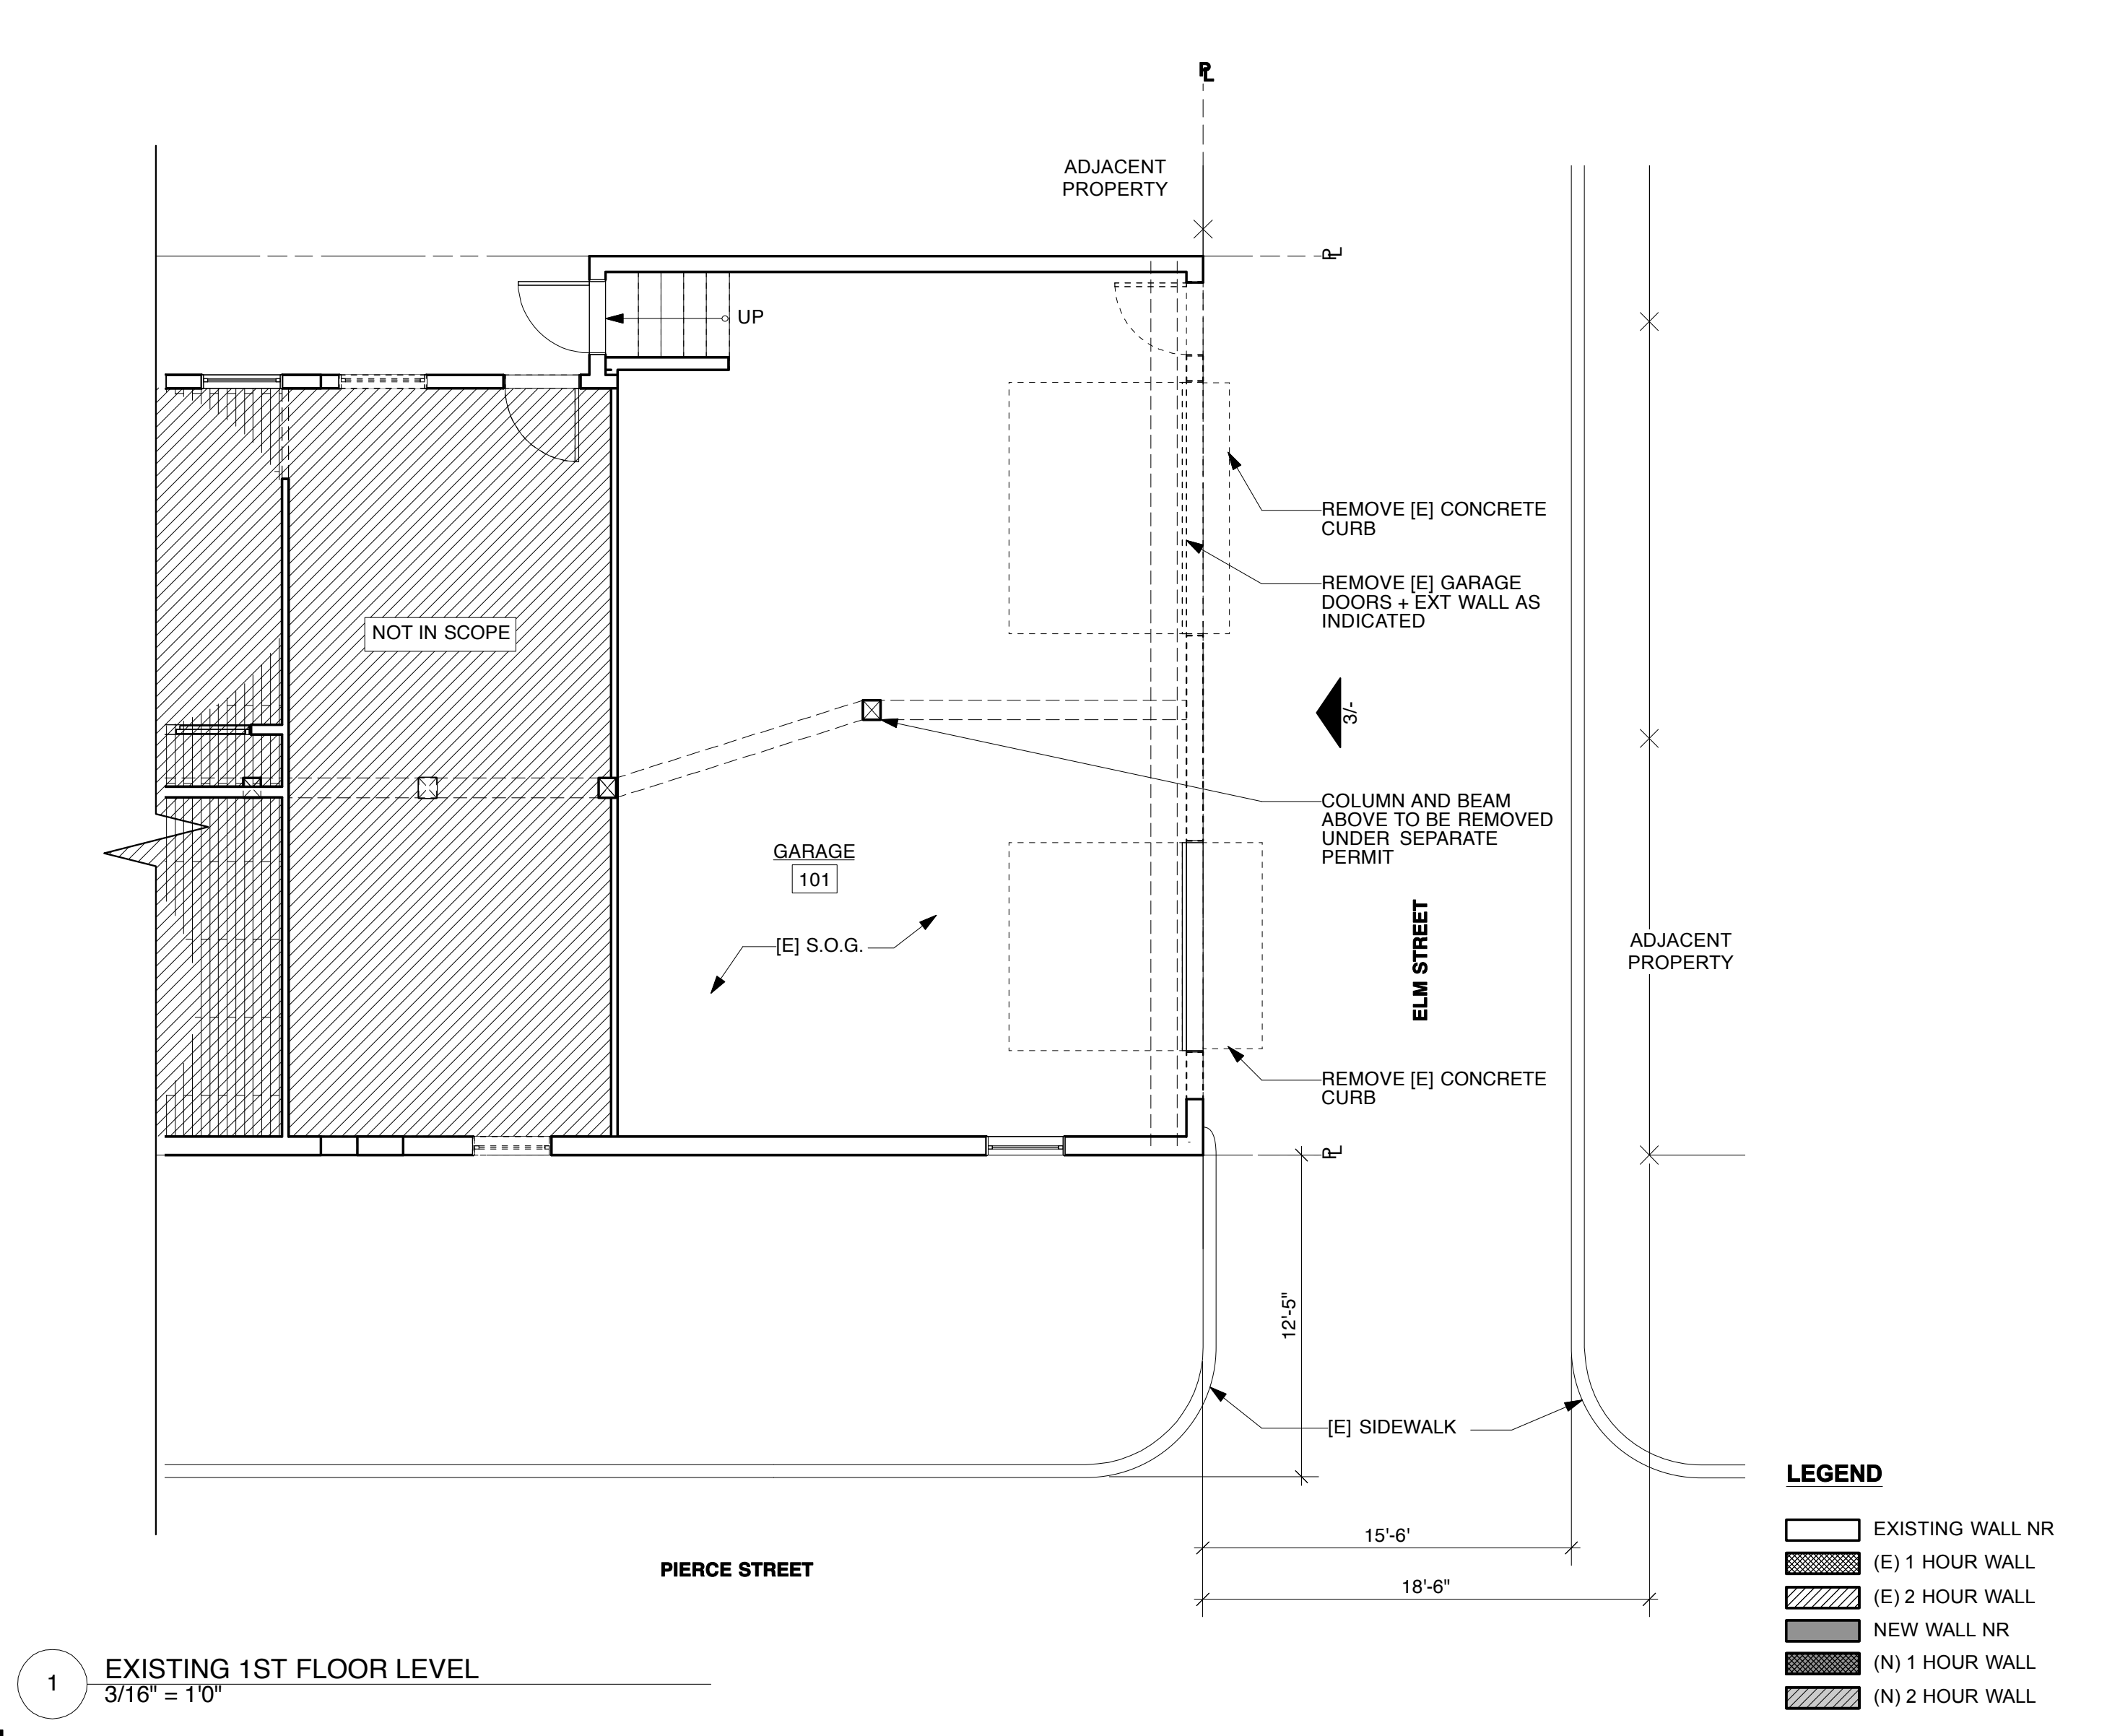 PL
ADJACENT
PROPERTY
PL
UP
REMOVE [E] CONCRETE
CURB
REMOVE [E] GARAGE
DOORS + EXT WALL AS
INDICATED
NOT IN SCOPE
3/-
COLUMN AND BEAM
ABOVE TO BE REMOVED
UNDER SEPARATE
PERMIT
GARAGE
101
[E] S.O.G.
ELM STREET
ADJACENT
PROPERTY
REMOVE [E] CONCRETE
CURB
PL
12'-5"
[E] SIDEWALK
15'-6'
18'-6"
PIERCE STREET
LEGEND
EXISTING WALL NR
(E) 1 HOUR WALL
(E) 2 HOUR WALL
NEW WALL NR
(N) 1 HOUR WALL
(N) 2 HOUR WALL
1
EXISTING 1ST FLOOR LEVEL
3/16" = 1'0"